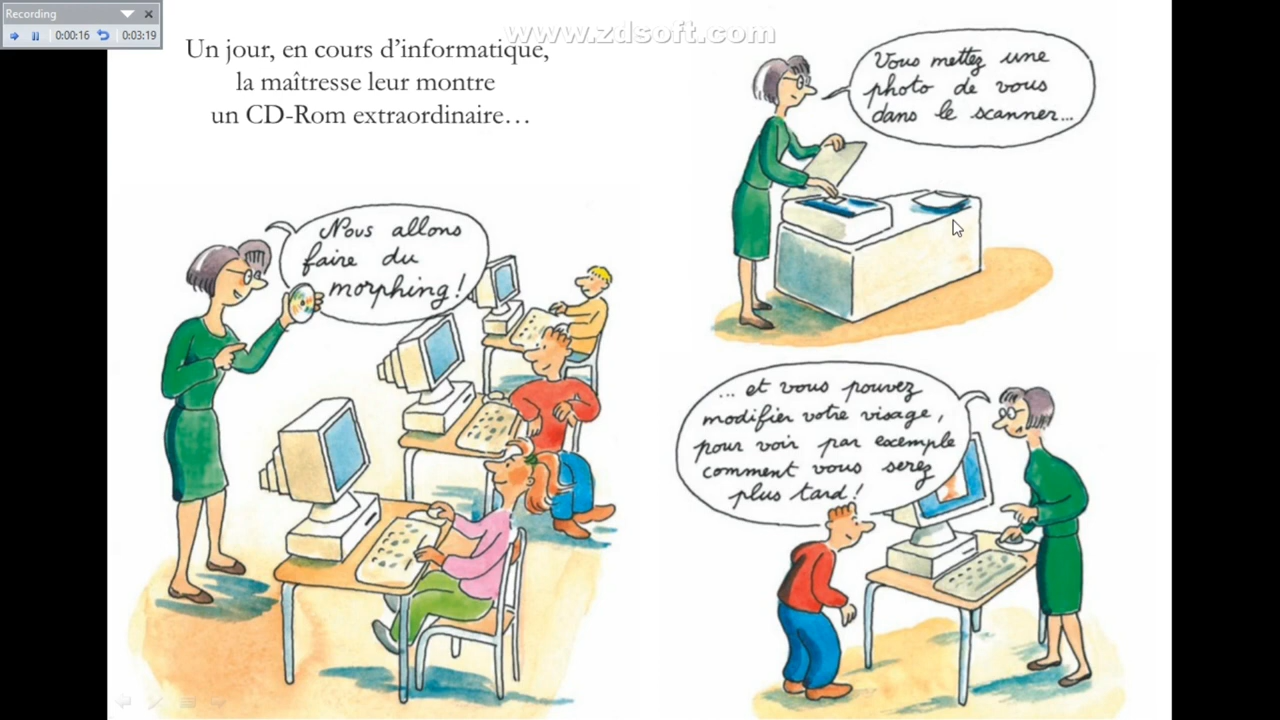 Recording
0:00:16
03:19
www.zdsoft.com
Un jour, en cours d'informatique,
la maîtresse leur montre
un CD-Rom extraordinaire…
Nous allons
faire du
morphing!
Vous mettez une
photo de vous
dans le scanner...
... et vous pouvez
modifier votre visage,
pour voir par exemple
comment vous serez
plus tard!